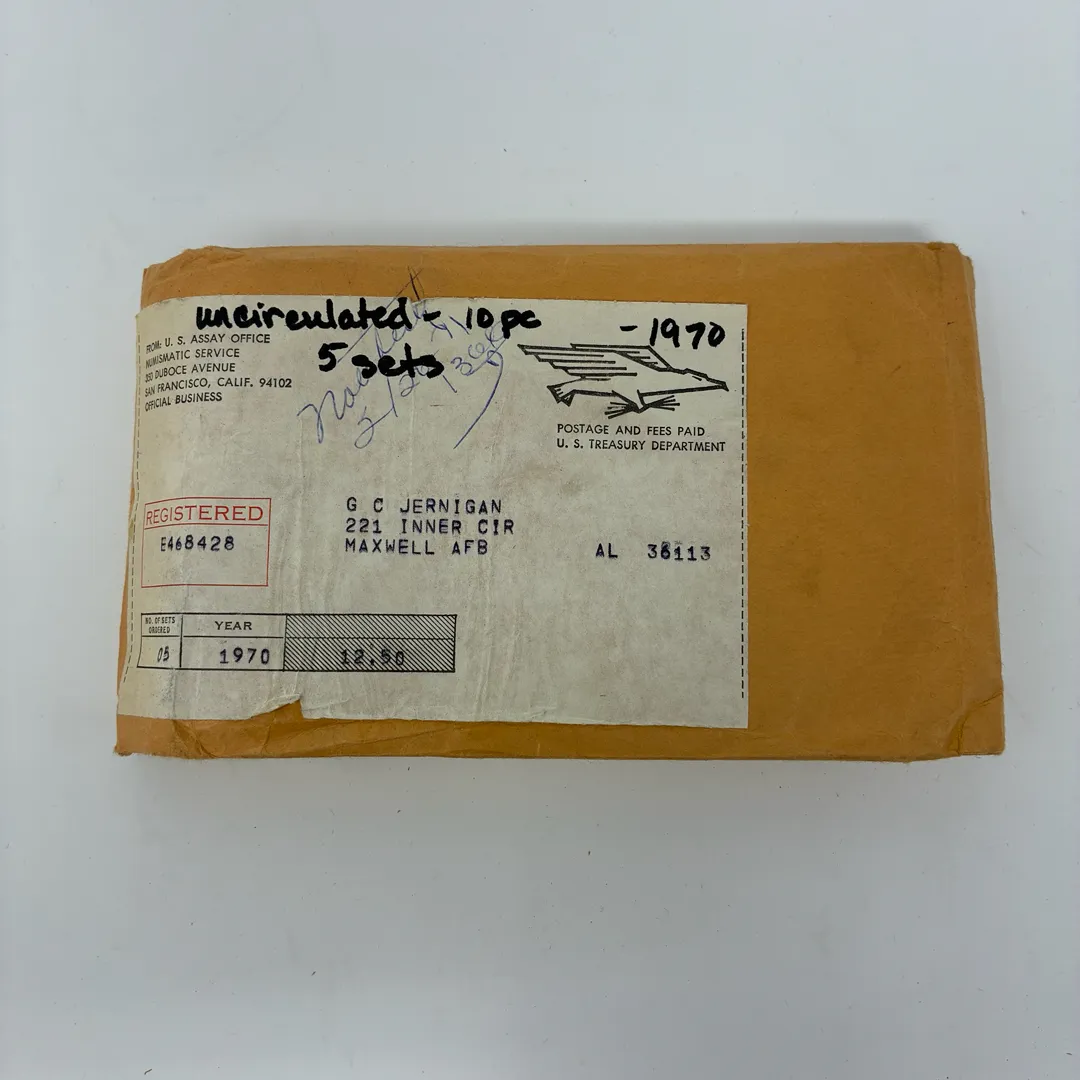 uncirculated - 10 pc - 1970
5 sets
FROM: U. S. ASSAY OFFICE
NUMISMATIC SERVICE
350 DUBOCE AVENUE
SAN FRANCISCO, CALIF. 94102
OFFICIAL BUSINESS
POSTAGE AND FEES PAID
U. S. TREASURY DEPARTMENT
REGISTERED
E468428
G C JERNIGAN
221 INNER CIR
MAXWELL AFB AL 36113
NO. OF SETS ORDERED
YEAR
05 1970 12.50